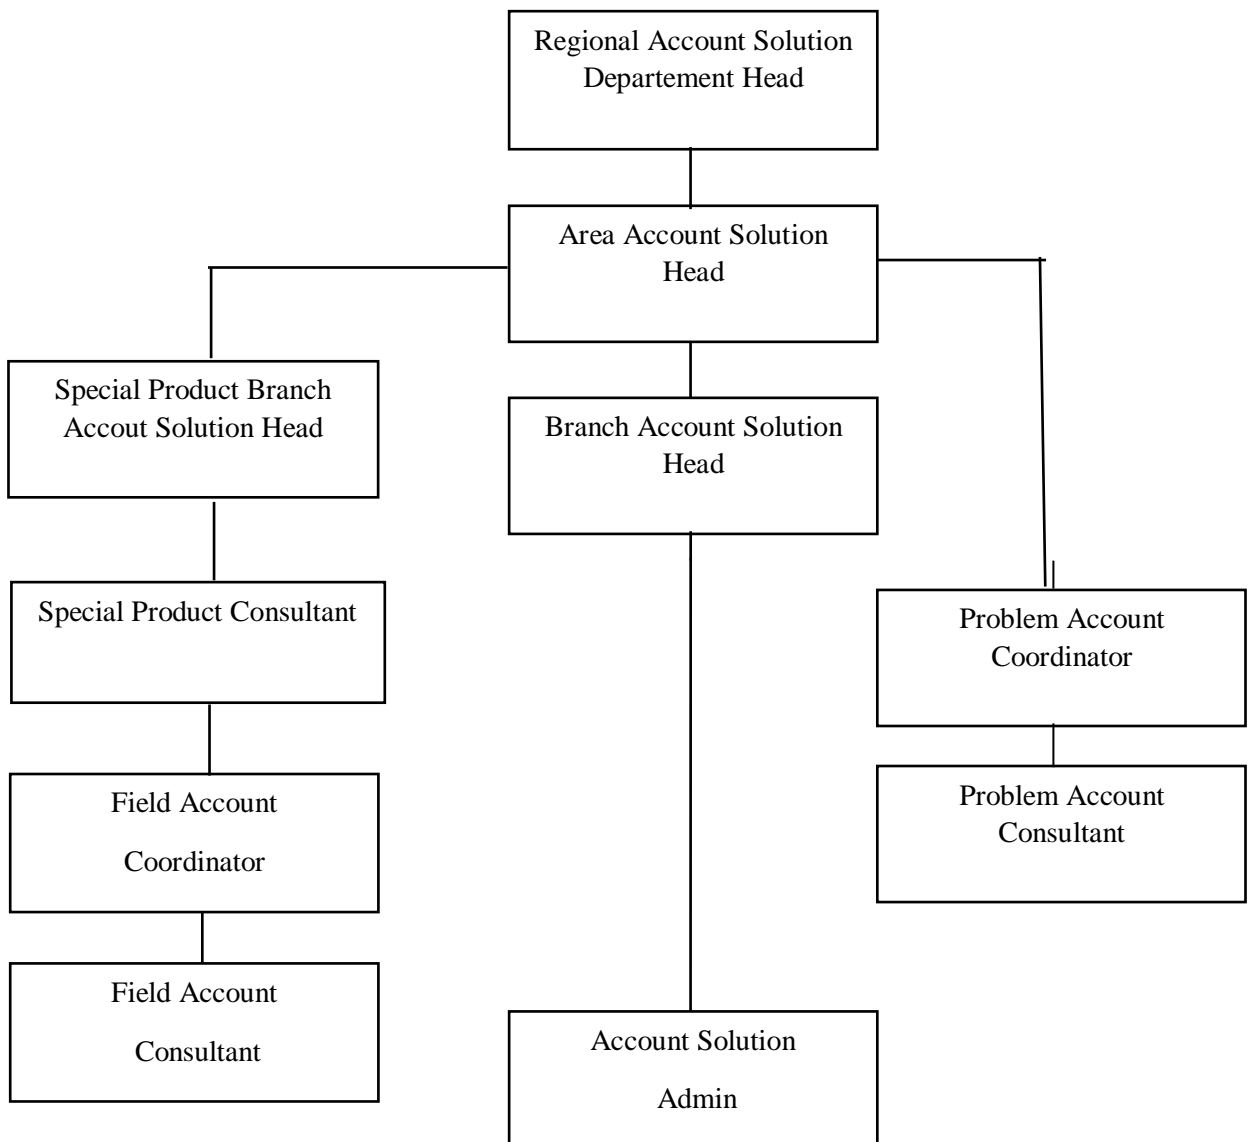 Regional Account Solution
Departement Head
Area Account Solution
Head
Special Product Branch
Accout Solution Head
Branch Account Solution
Head
Special Product Consultant
Problem Account
Coordinator
Field Account
Coordinator
Problem Account
Consultant
Field Account
Consultant
Account Solution
Admin